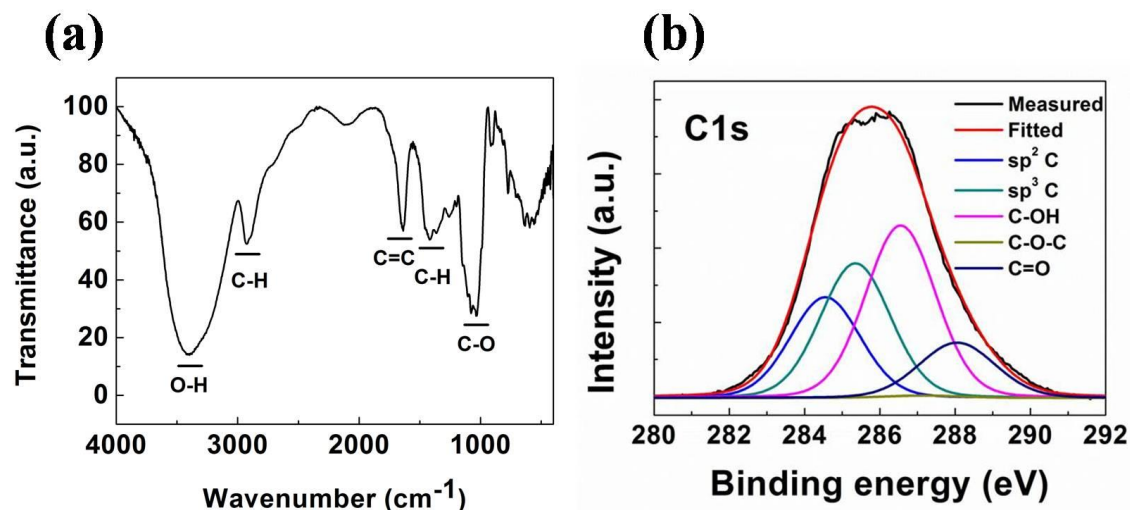 (a)
Transmittance (a.u.)
100
80
60
40
20
0
O-H
C-H
C=C
C-H
C-O
4000
3000
2000
1000
Wavenumber (cm⁻¹)
(b)
C1s
Intensity (a.u.)
Measured
Fitted
sp² C
sp³ C
C-OH
C-O-C
C=O
280
282
284
286
288
290
292
Binding energy (eV)